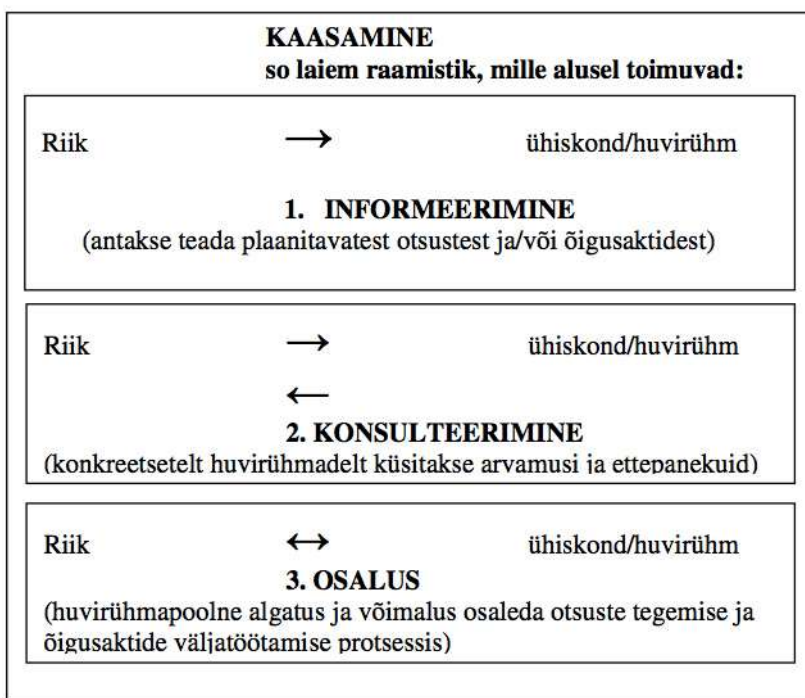 KAASAMINE
so laiem raamistik, mille alusel toimuvad:
Riik → ühiskond/huvirühm
1. INFORMEERIMINE
(antakse teada plaanitavatest otsustest ja/või õigusaktidest)
Riik → ühiskond/huvirühm
←
2. KONSULTEERIMINE
(konkreetsetelt huvirühmadelt küsitakse arvamusi ja ettepanekuid)
Riik ↔ ühiskond/huvirühm
3. OSALUS
(huvirühmapoolne algatus ja võimalus osaleda otsuste tegemise ja
õigusaktide väljatöötamise protsessis)